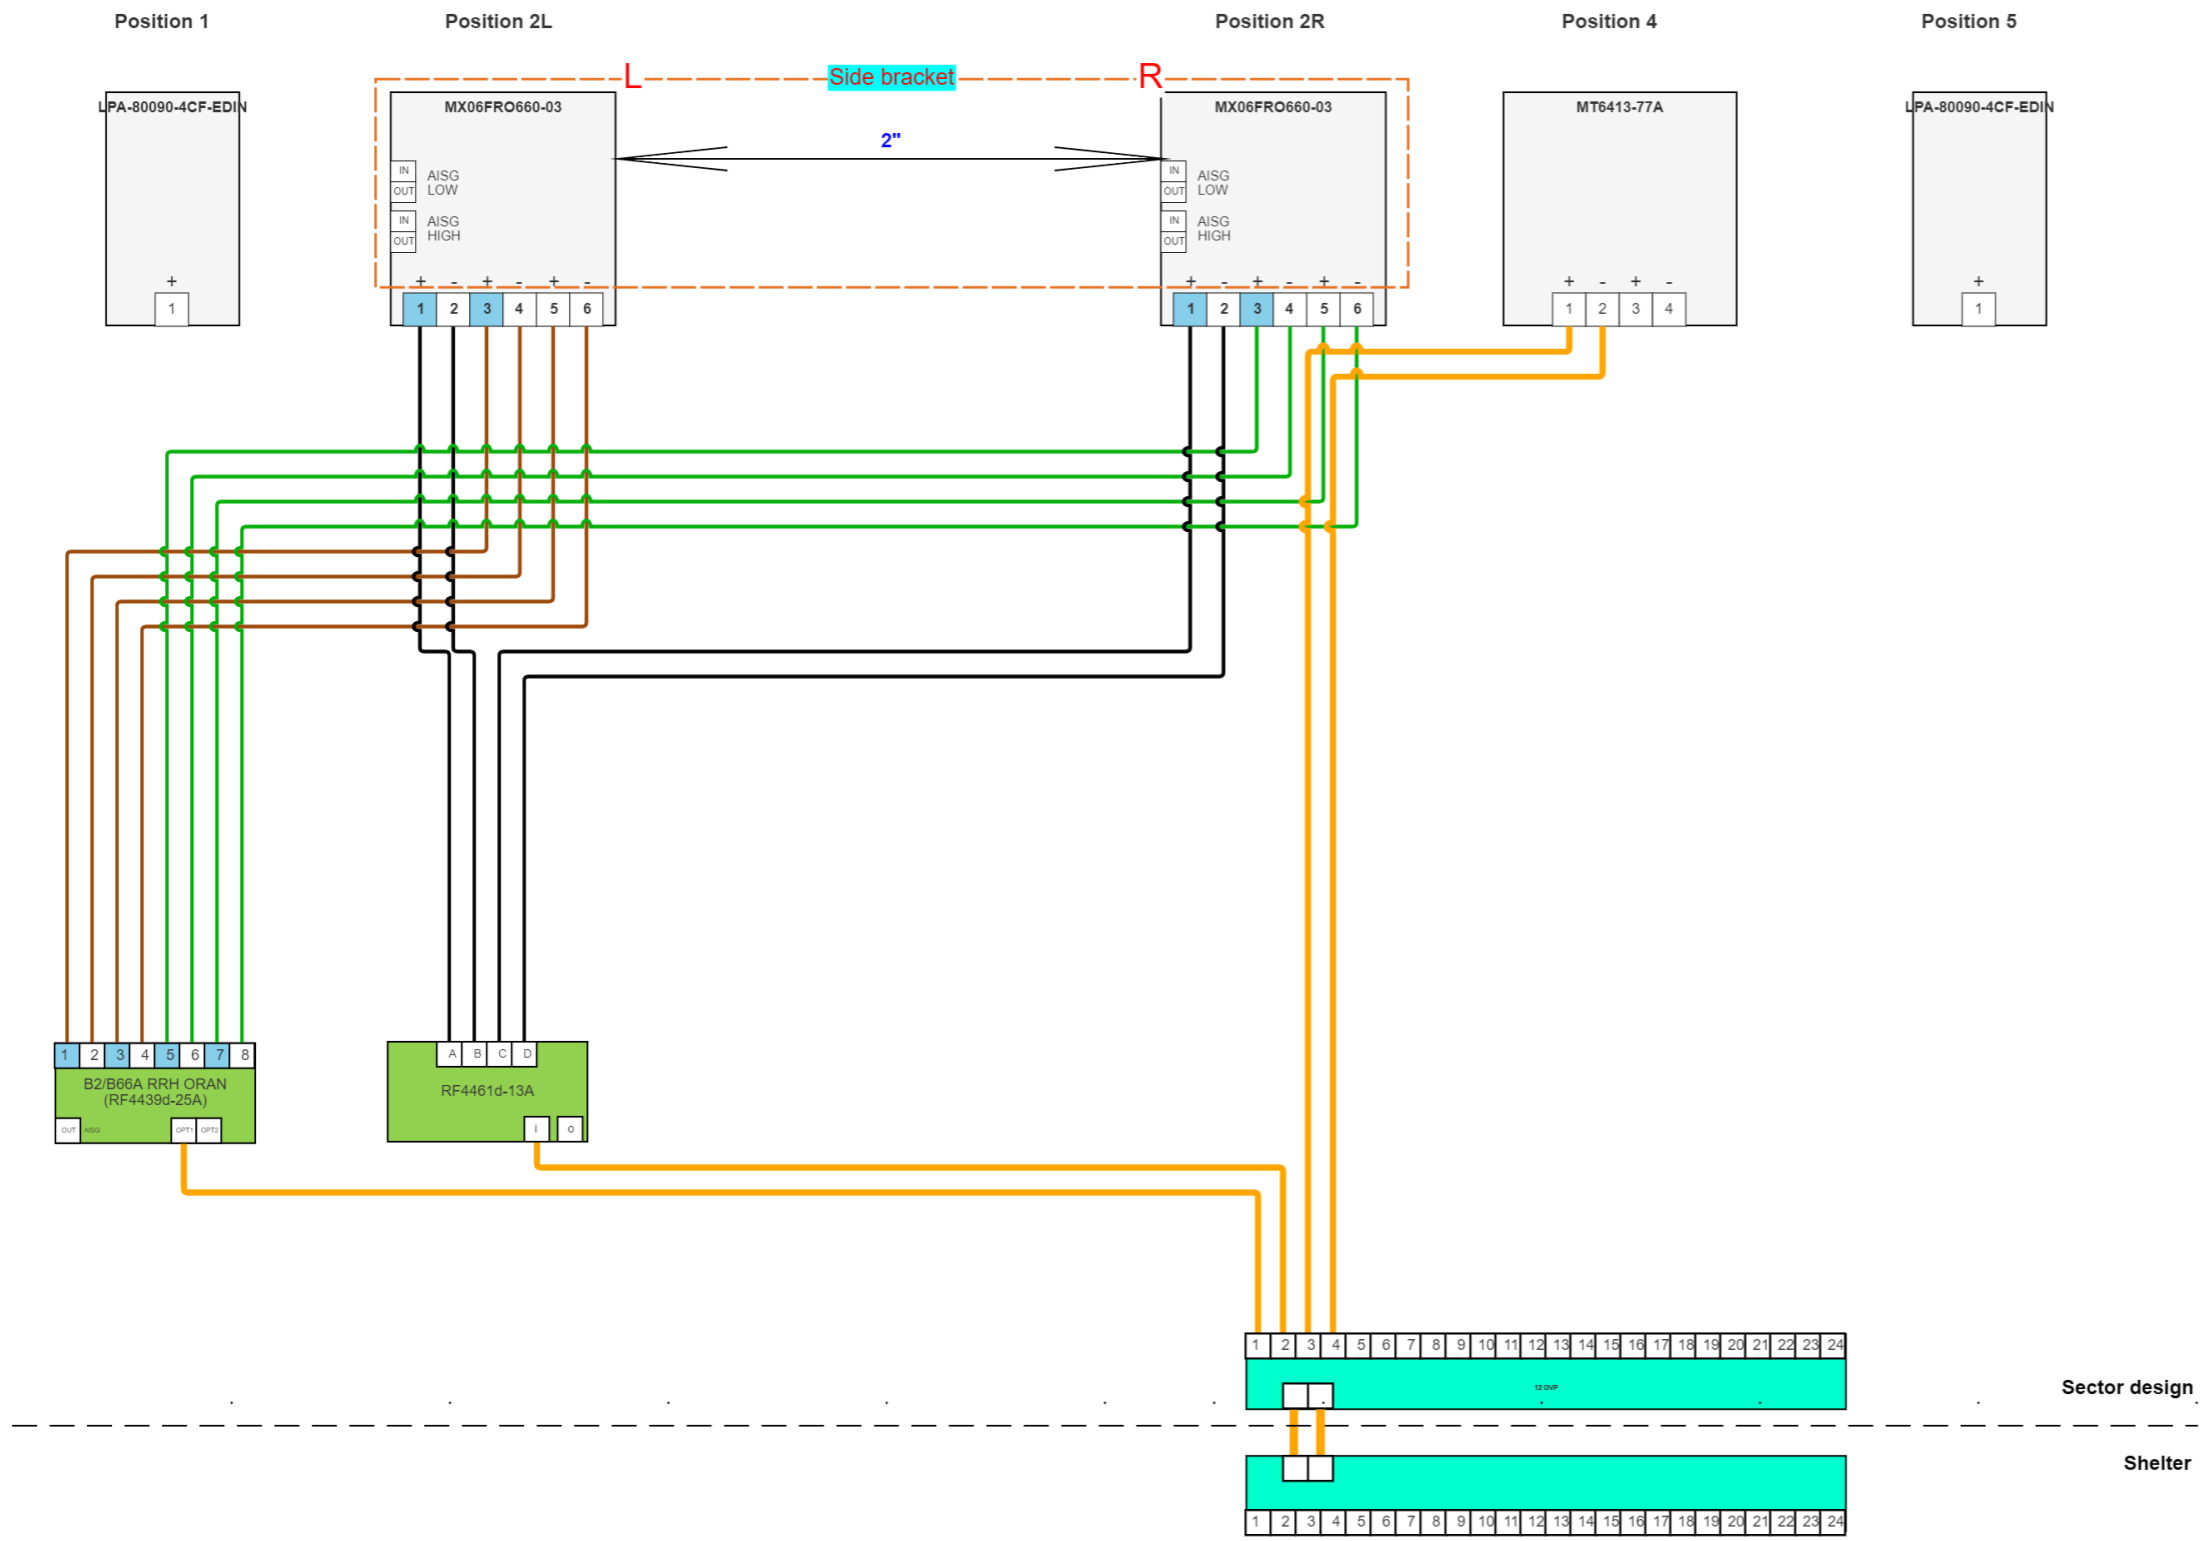 Position 1
Position 2L
Position 2R
Position 4
Position 5
L
Side bracket
R
LPA-80090-4CF-EDIN
MX06FRO660-03
MX06FRO660-03
MT6413-77A
LPA-80090-4CF-EDIN
2"
IN
OUT
AISG
LOW
IN
OUT
AISG
HIGH
IN
OUT
AISG
LOW
IN
OUT
AISG
HIGH
+
1
+ - + - + -
1 2 3 4 5 6
+ - + - + -
1 2 3 4 5 6
+ - + -
1 2 3 4
+
1
1 2 3 4 5 6 7 8
B2/B66A RRH ORAN
(RF4439d-25A)
OUT AISG OPT1 OPT2
A B C D
RF4461d-13A
i o
1 2 3 4 5 6 7 8 9 10 11 12 13 14 15 16 17 18 19 20 21 22 23 24
12 OVP
Sector design
Shelter
1 2 3 4 5 6 7 8 9 10 11 12 13 14 15 16 17 18 19 20 21 22 23 24